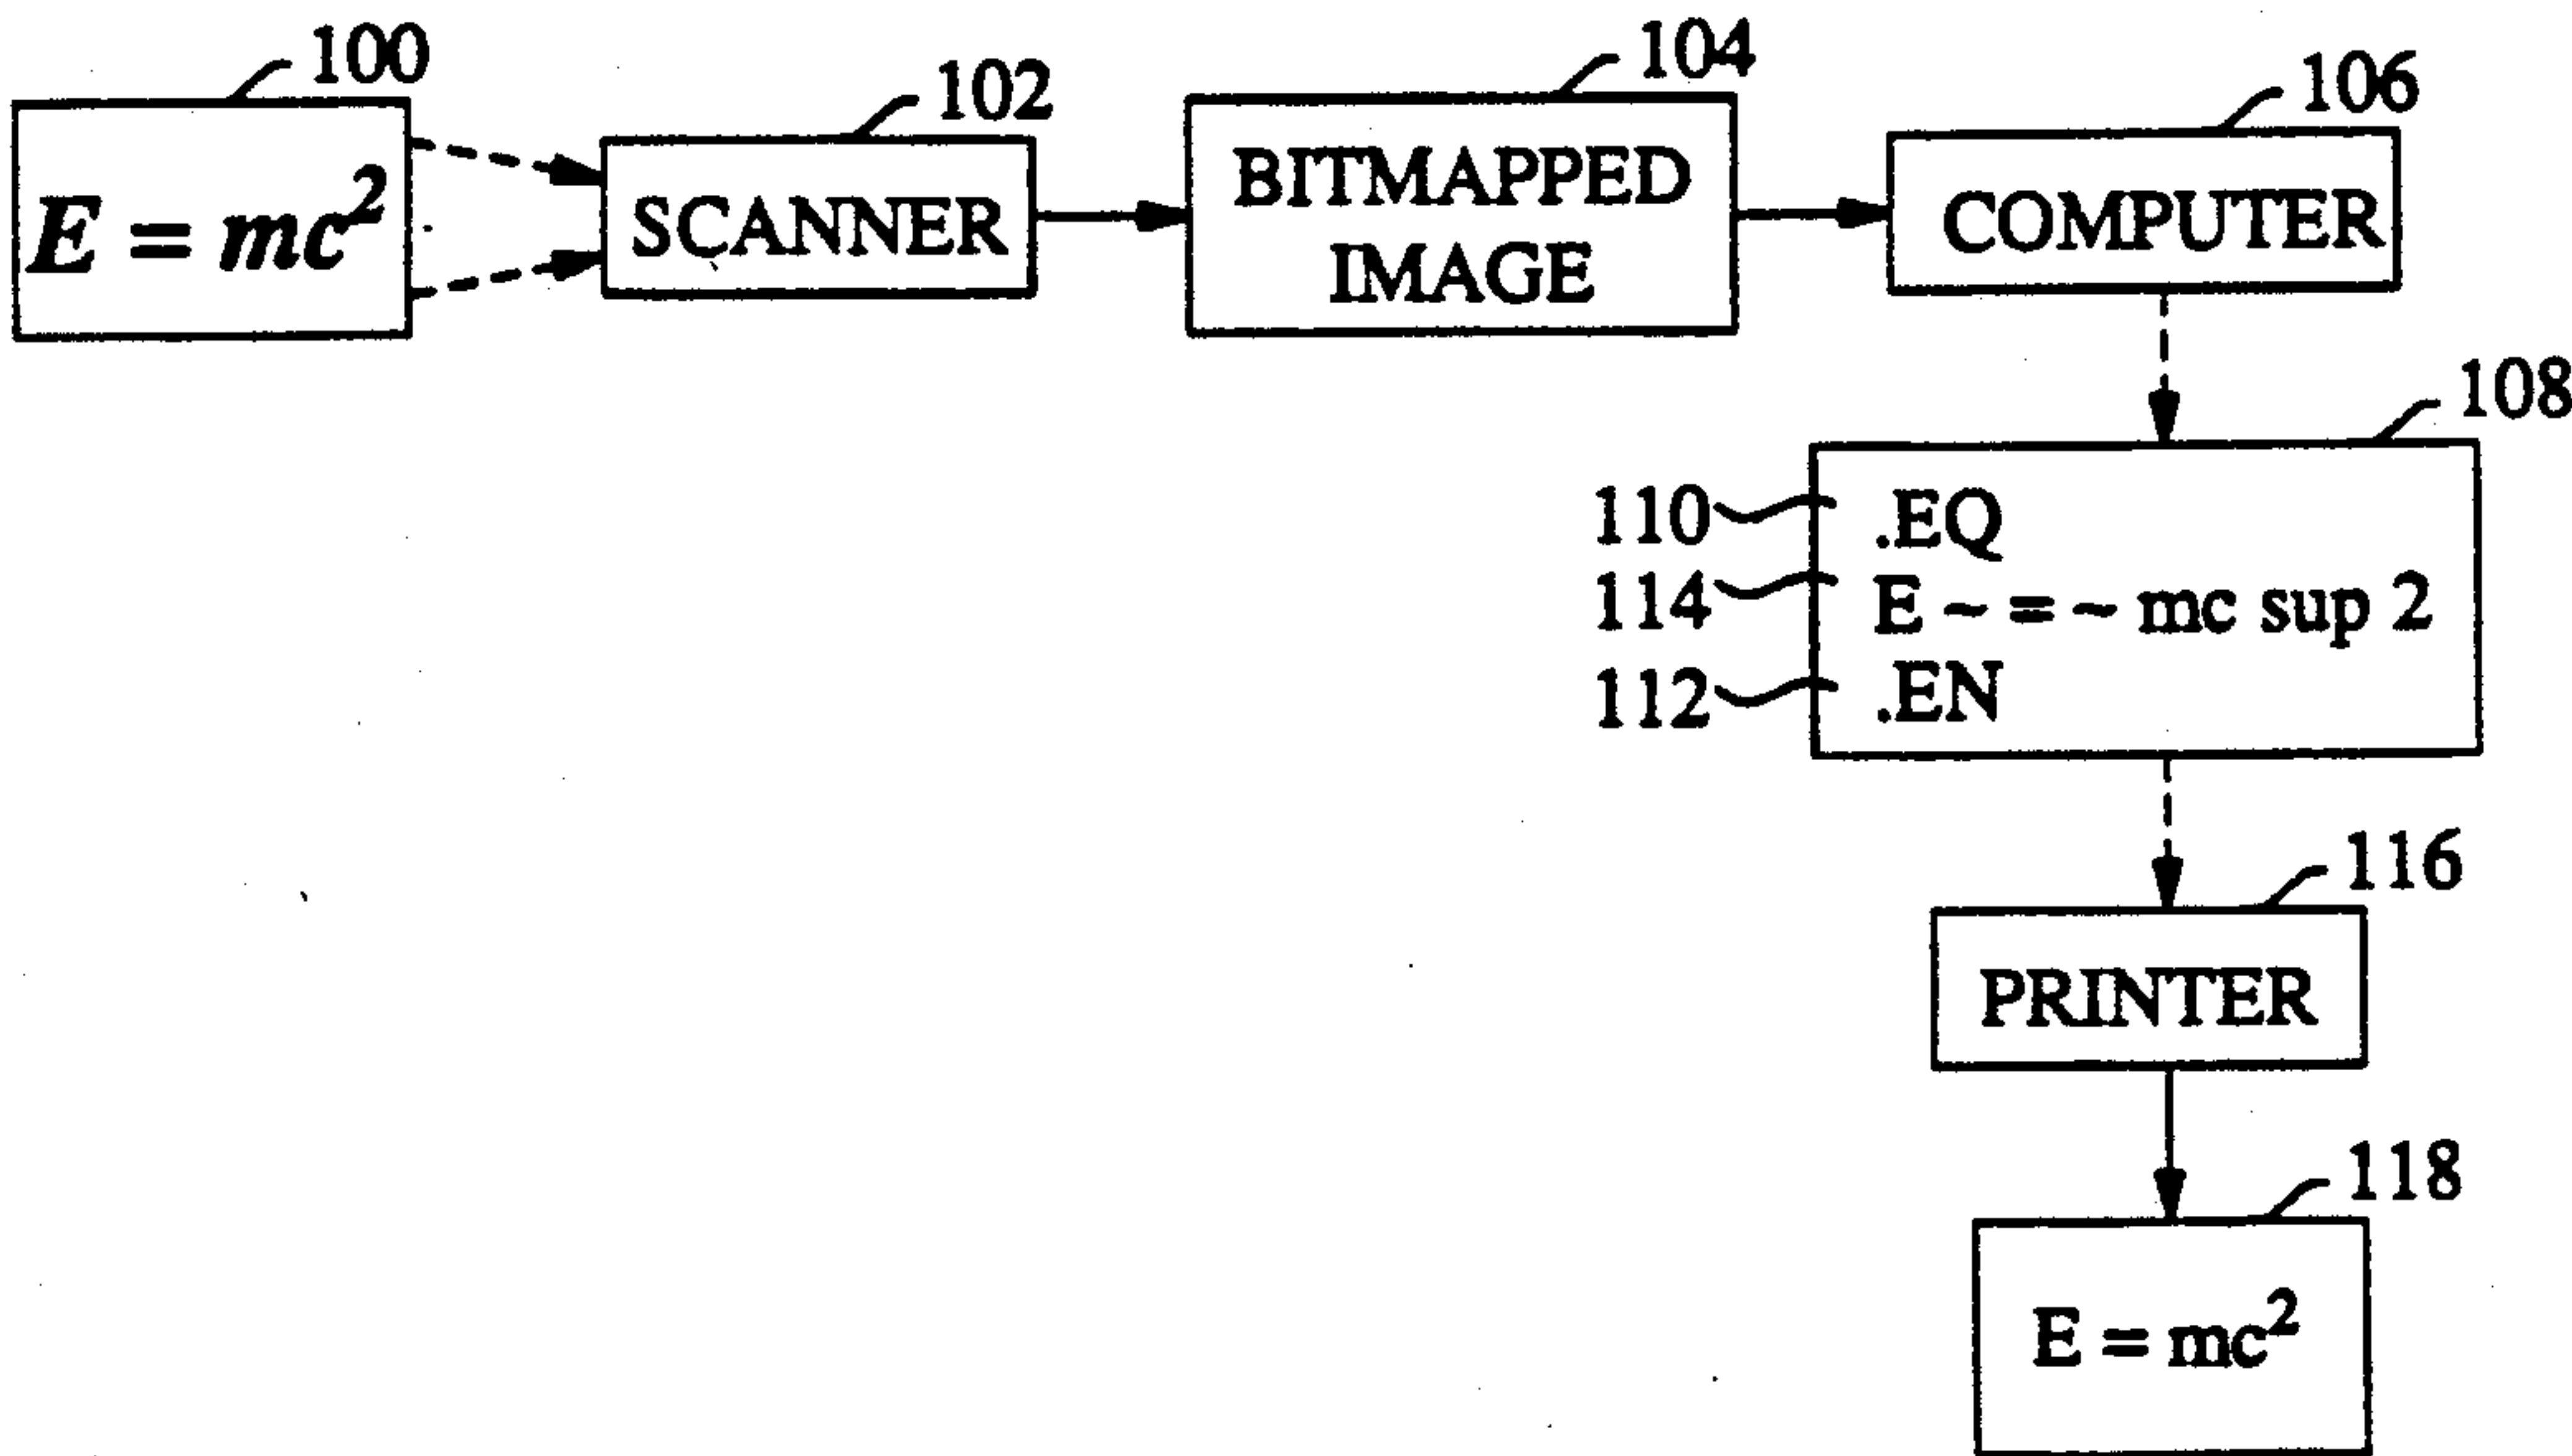 100
E = mc²
102
SCANNER
104
BITMAPPED
IMAGE
106
COMPUTER
108
110 .EQ
114 E ~ = ~ mc sup 2
112 .EN
116
PRINTER
118
E = mc²